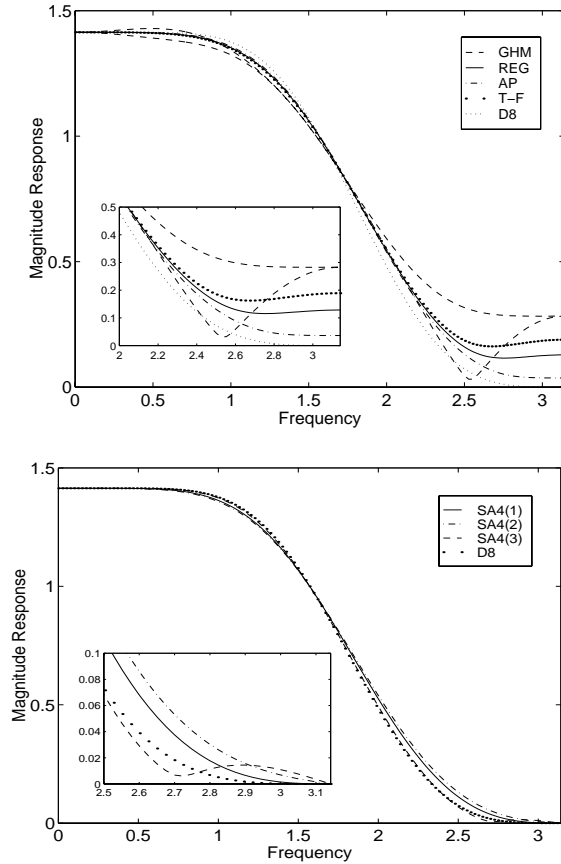 1.5
1
0.5
0
Magnitude Response
GHM
REG
AP
T–F
D8
0.5
0.4
0.3
0.2
0.1
0
2 2.2 2.4 2.6 2.8 3
0 0.5 1 1.5 2 2.5 3
Frequency
1.5
1
0.5
0
Magnitude Response
SA4(1)
SA4(2)
SA4(3)
D8
0.1
0.08
0.06
0.04
0.02
0
2.5 2.6 2.7 2.8 2.9 3 3.1
0 0.5 1 1.5 2 2.5 3
Frequency